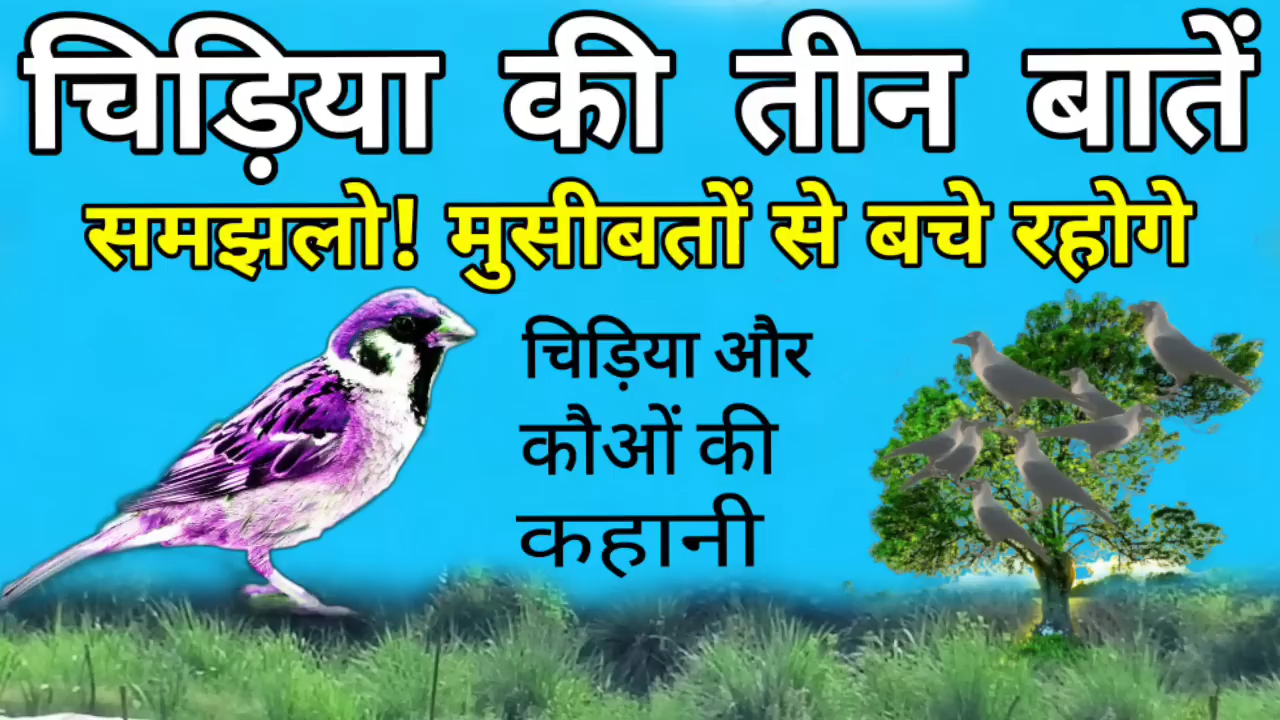 चिड़िया की तीन बातें
समझलो! मुसीबतों से बचे रहोगे
चिड़िया और
कौओं की
कहानी